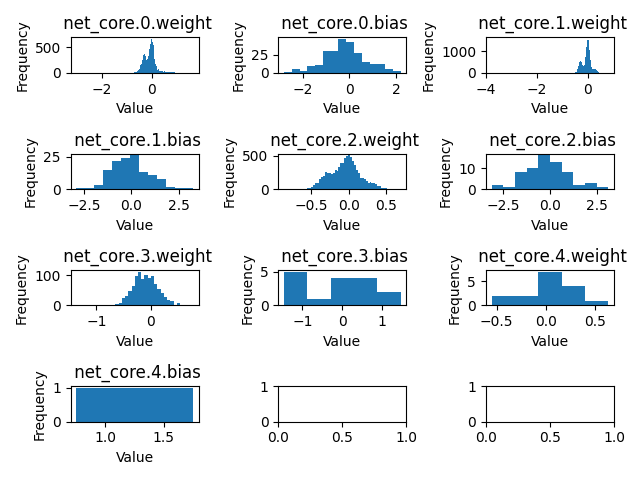 net_core.0.weight net_core.0.bias net_core.1.weight
Frequency 500 0 −2 0 Value
Frequency 25 0 −2 0 2 Value
Frequency 1000 0 −4 −2 0 Value
net_core.1.bias net_core.2.weight net_core.2.bias
Frequency 25 0 −2.5 0.0 2.5 Value
Frequency 500 0 −0.5 0.0 0.5 Value
Frequency 10 0 −2.5 0.0 2.5 Value
net_core.3.weight net_core.3.bias net_core.4.weight
Frequency 100 0 −1 0 Value
Frequency 5 0 −1 0 1 Value
Frequency 5 0 −0.5 0.0 0.5 Value
net_core.4.bias
Frequency 1 0 1.0 1.5 Value
1 0 0.0 0.5 1.0
1 0 0.0 0.5 1.0